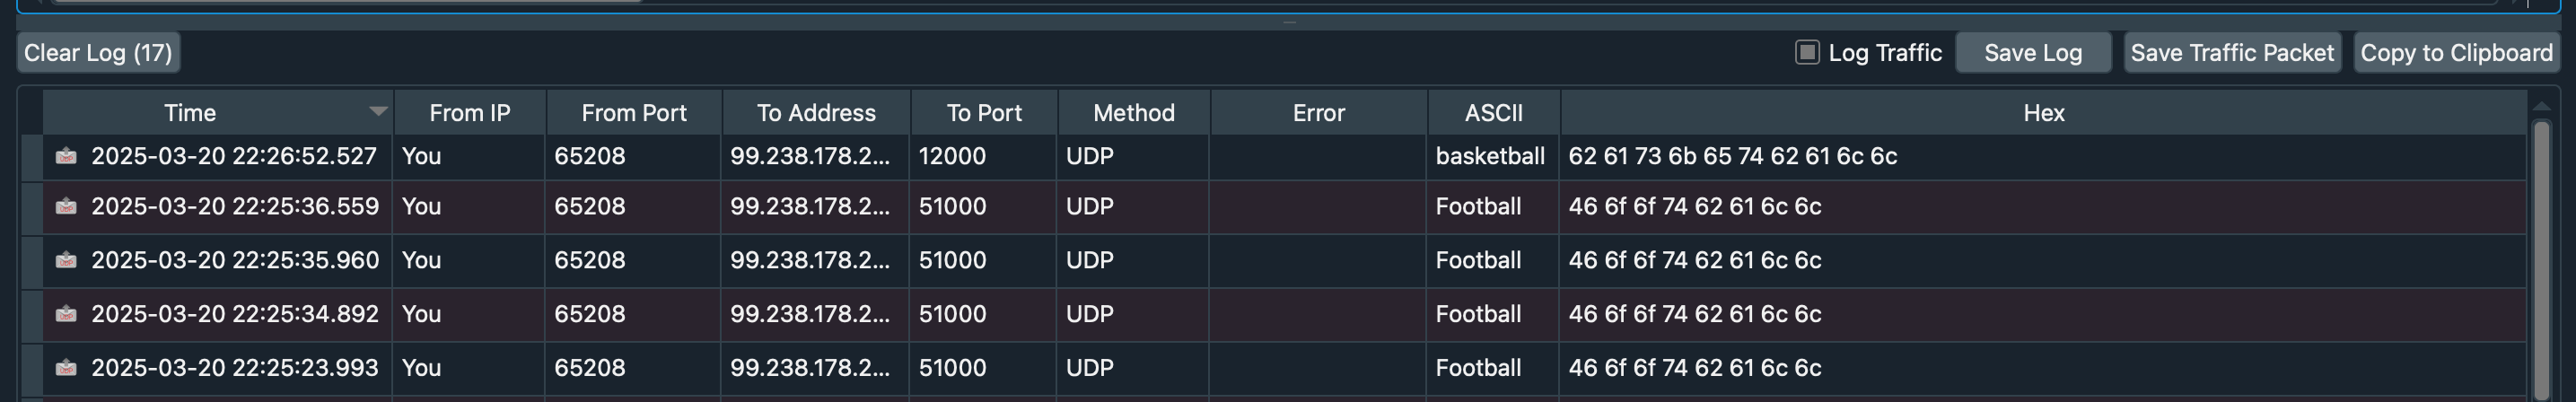 Clear Log (17) Log Traffic Save Log Save Traffic Packet Copy to Clipboard
Time From IP From Port To Address To Port Method Error ASCII Hex
2025-03-20 22:26:52.527 You 65208 99.238.178.2... 12000 UDP basketball 62 61 73 6b 65 74 62 61 6c 6c
2025-03-20 22:25:36.559 You 65208 99.238.178.2... 51000 UDP Football 46 6f 6f 74 62 61 6c 6c
2025-03-20 22:25:35.960 You 65208 99.238.178.2... 51000 UDP Football 46 6f 6f 74 62 61 6c 6c
2025-03-20 22:25:34.892 You 65208 99.238.178.2... 51000 UDP Football 46 6f 6f 74 62 61 6c 6c
2025-03-20 22:25:23.993 You 65208 99.238.178.2... 51000 UDP Football 46 6f 6f 74 62 61 6c 6c